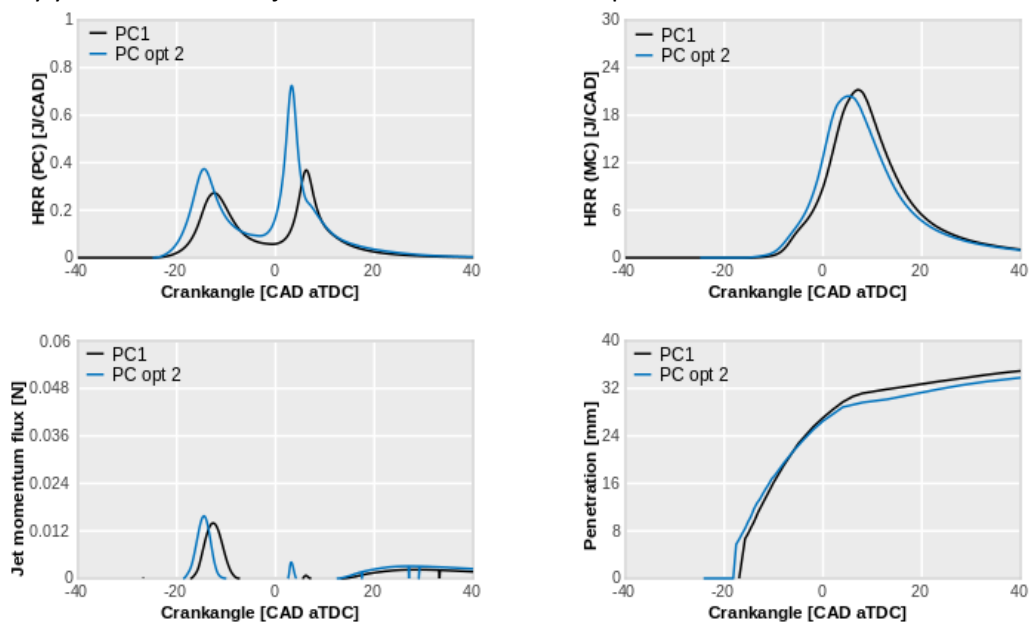 1
0.8
0.6
0.4
0.2
0
PC1
PC opt 2
HRR (PC) [J/CAD]
-40 -20 0 20 40
Crankangle [CAD aTDC]
30
24
18
12
6
0
PC1
PC opt 2
HRR (MC) [J/CAD]
-40 -20 0 20 40
Crankangle [CAD aTDC]
0.06
0.048
0.036
0.024
0.012
0
PC1
PC opt 2
Jet momentum flux [N]
-40 -20 0 20 40
Crankangle [CAD aTDC]
40
32
24
16
8
0
PC1
PC opt 2
Penetration [mm]
-40 -20 0 20 40
Crankangle [CAD aTDC]